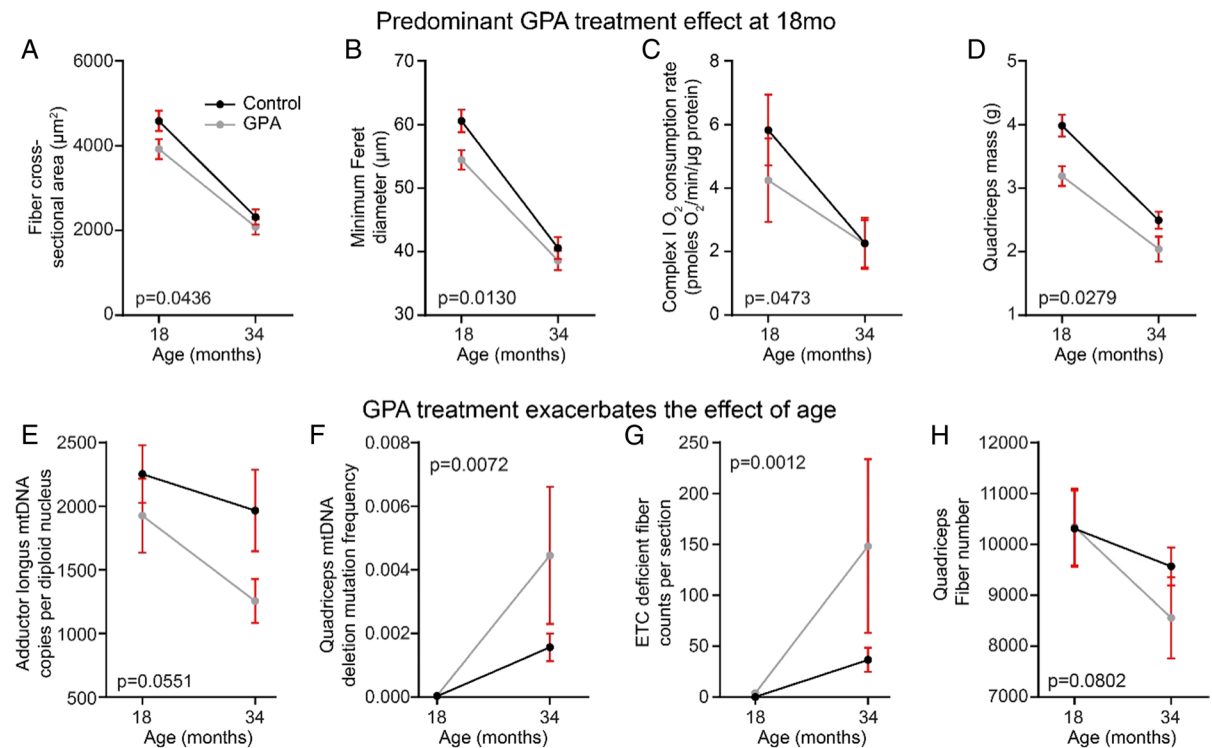 Predominant GPA treatment effect at 18mo
A
Fiber cross-
sectional area (µm²)
6000
4000
2000
0
Control
GPA
p=0.0436
18
34
Age (months)
B
Minimum Feret
diameter (µm)
70
60
50
40
30
p=0.0130
18
34
Age (months)
C
Complex I O₂ consumption rate
(pmoles O₂/min/µg protein)
8
6
4
2
0
p=.0473
18
34
Age (months)
D
Quadriceps mass (g)
5
4
3
2
1
p=0.0279
18
34
Age (months)
GPA treatment exacerbates the effect of age
E
Adductor longus mtDNA
copies per diploid nucleus
2500
2000
1500
1000
500
p=0.0551
18
34
Age (months)
F
Quadriceps mtDNA
deletion mutation frequency
0.008
0.006
0.004
0.002
0.000
p=0.0072
18
34
Age (months)
G
ETC deficient fiber
counts per section
250
200
150
100
50
0
p=0.0012
18
34
Age (months)
H
Quadriceps
Fiber number
12000
11000
10000
9000
8000
7000
p=0.0802
18
34
Age (months)